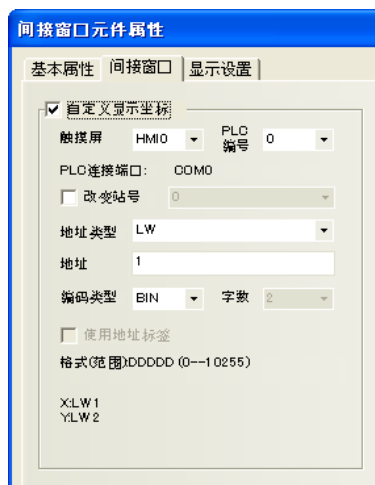 间接窗口元件属性
基本属性 间接窗口 显示设置
自定义显示坐标
触摸屏 HMI0 PLC编号 0
PLC连接端口: COM0
改变站号 0
地址类型 LW
地址 1
编码类型 BIN 字数 2
使用地址标签
格式(范围):DDDDD (0--10255)
X:LW1
Y:LW2